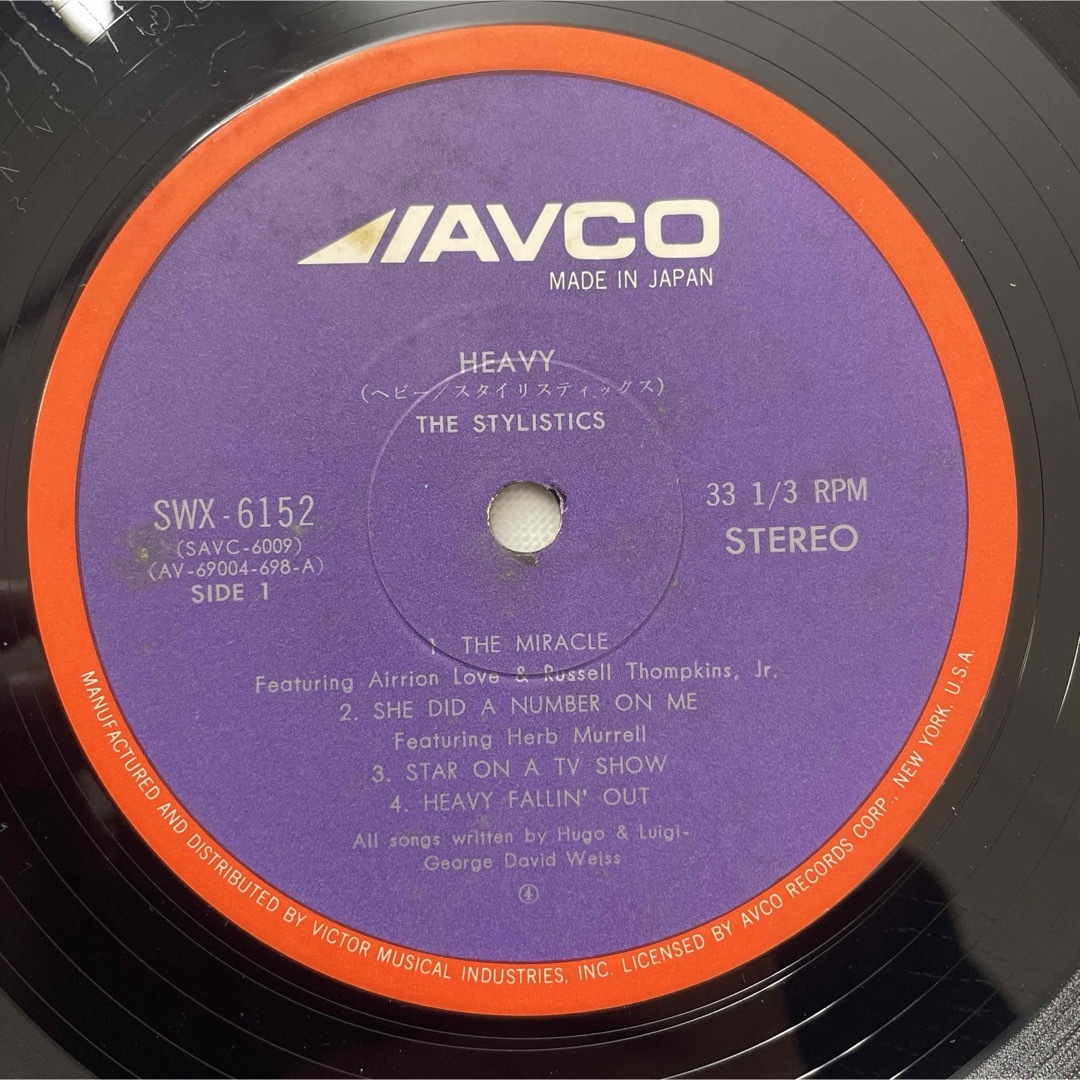 AVCO
MADE IN JAPAN
HEAVY
(ヘビー/スタイリスティックス)
THE STYLISTICS
SWX-6152
(SAVC-6009)
(AV-69004-698-A)
SIDE 1
33 1/3 RPM
STEREO
1. THE MIRACLE
Featuring Airrion Love & Russell Thompkins, Jr.
2. SHE DID A NUMBER ON ME
Featuring Herb Murrell
3. STAR ON A TV SHOW
4. HEAVY FALLIN' OUT
All songs written by Hugo & Luigi-
George David Weiss
④
MANUFACTURED AND DISTRIBUTED BY VICTOR MUSICAL INDUSTRIES, INC. LICENSED BY AVCO RECORDS CORP., NEW YORK, U.S.A.